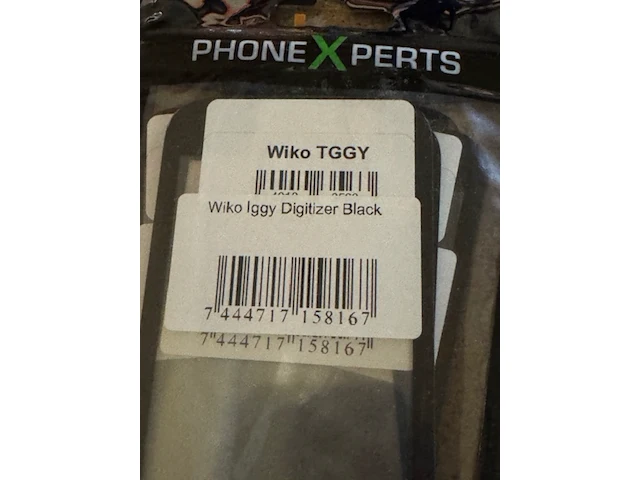 PHONEXPERTS
Wiko TGGY
Wiko Iggy Digitizer Black
7 444717 158167
7 444717 158167